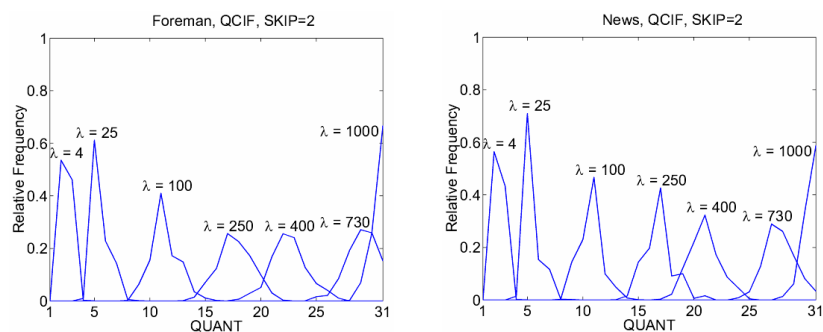 Foreman, QCIF, SKIP=2
1
0.8
0.6
0.4
0.2
0
Relative Frequency
λ = 4
λ = 25
λ = 100
λ = 250
λ = 400
λ = 730
λ = 1000
1 5 10 15 20 25 31
QUANT
News, QCIF, SKIP=2
1
0.8
0.6
0.4
0.2
0
Relative Frequency
λ = 4
λ = 25
λ = 100
λ = 250
λ = 400
λ = 730
λ = 1000
1 5 10 15 20 25 31
QUANT